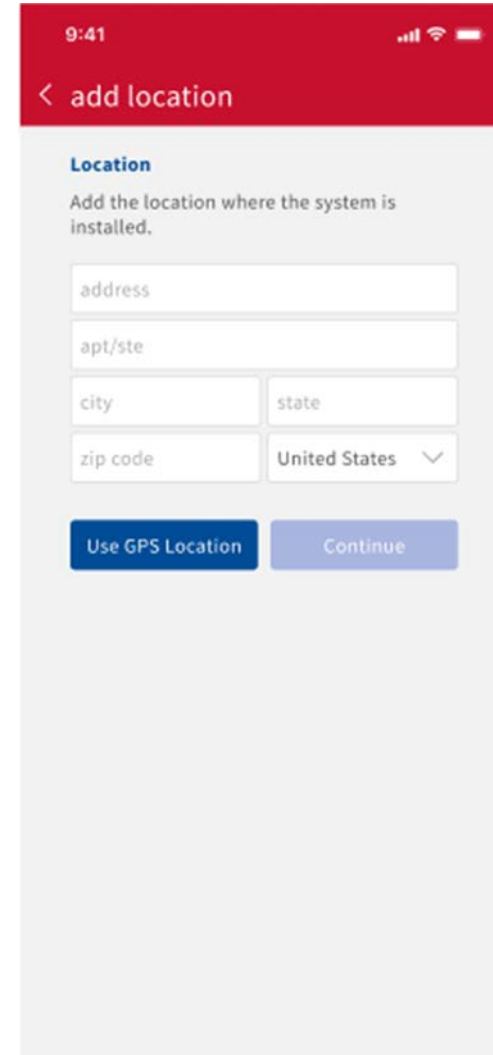 9:41
add location
Location
Add the location where the system is
installed.
address
apt/ste
city
state
zip code
United States
Use GPS Location
Continue